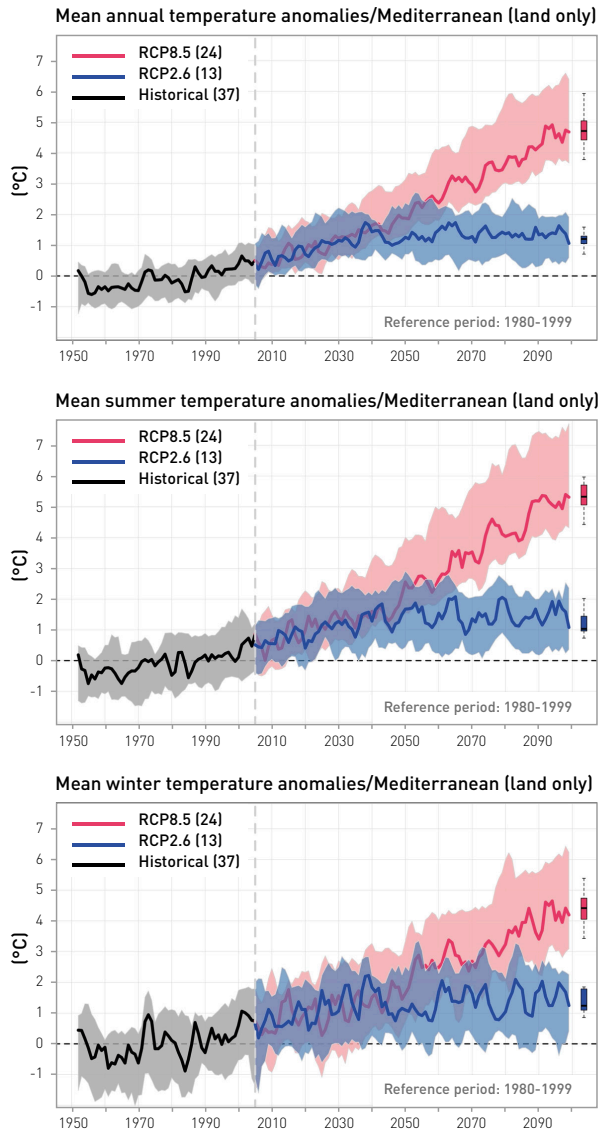 Mean annual temperature anomalies/Mediterranean (land only)
RCP8.5 (24)
RCP2.6 (13)
Historical (37)
(°C)
7
6
5
4
3
2
1
0
-1
Reference period: 1980-1999
1950 1970 1990 2010 2030 2050 2070 2090
Mean summer temperature anomalies/Mediterranean (land only)
RCP8.5 (24)
RCP2.6 (13)
Historical (37)
(°C)
7
6
5
4
3
2
1
0
-1
Reference period: 1980-1999
1950 1970 1990 2010 2030 2050 2070 2090
Mean winter temperature anomalies/Mediterranean (land only)
RCP8.5 (24)
RCP2.6 (13)
Historical (37)
(°C)
7
6
5
4
3
2
1
0
-1
Reference period: 1980-1999
1950 1970 1990 2010 2030 2050 2070 2090